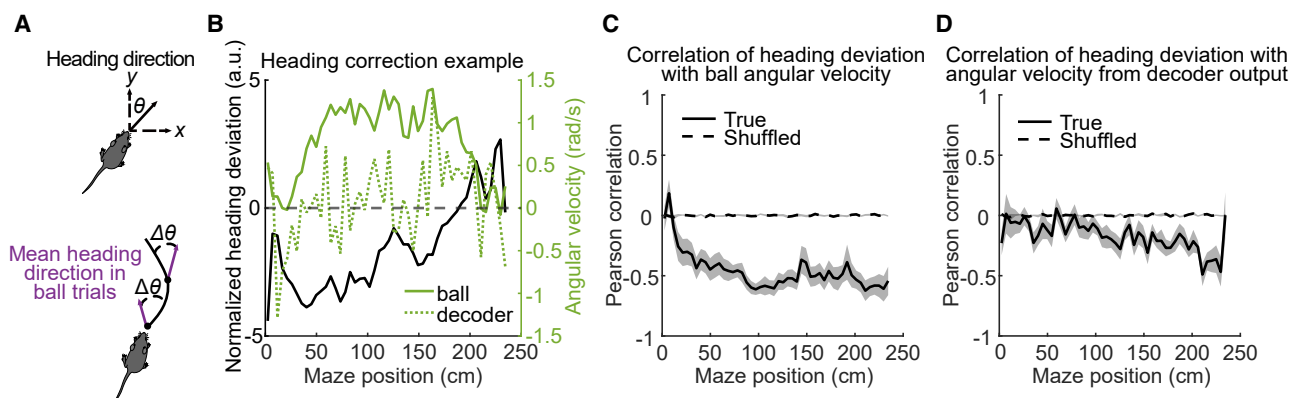 A
Heading direction
y
θ
x
Δθ
Mean heading
direction in
ball trials
Δθ
B
Heading correction example
Normalized heading deviation (a.u.)
5
0
-5
1.5
1
0.5
0
-0.5
-1
-1.5
Angular velocity (rad/s)
ball
decoder
0 50 100 150 200 250
Maze position (cm)
C
Correlation of heading deviation
with ball angular velocity
Pearson correlation
1
0.5
0
-0.5
-1
True
Shuffled
0 50 100 150 200 250
Maze position (cm)
D
Correlation of heading deviation with
angular velocity from decoder output
Pearson correlation
1
0.5
0
-0.5
-1
True
Shuffled
0 50 100 150 200 250
Maze position (cm)